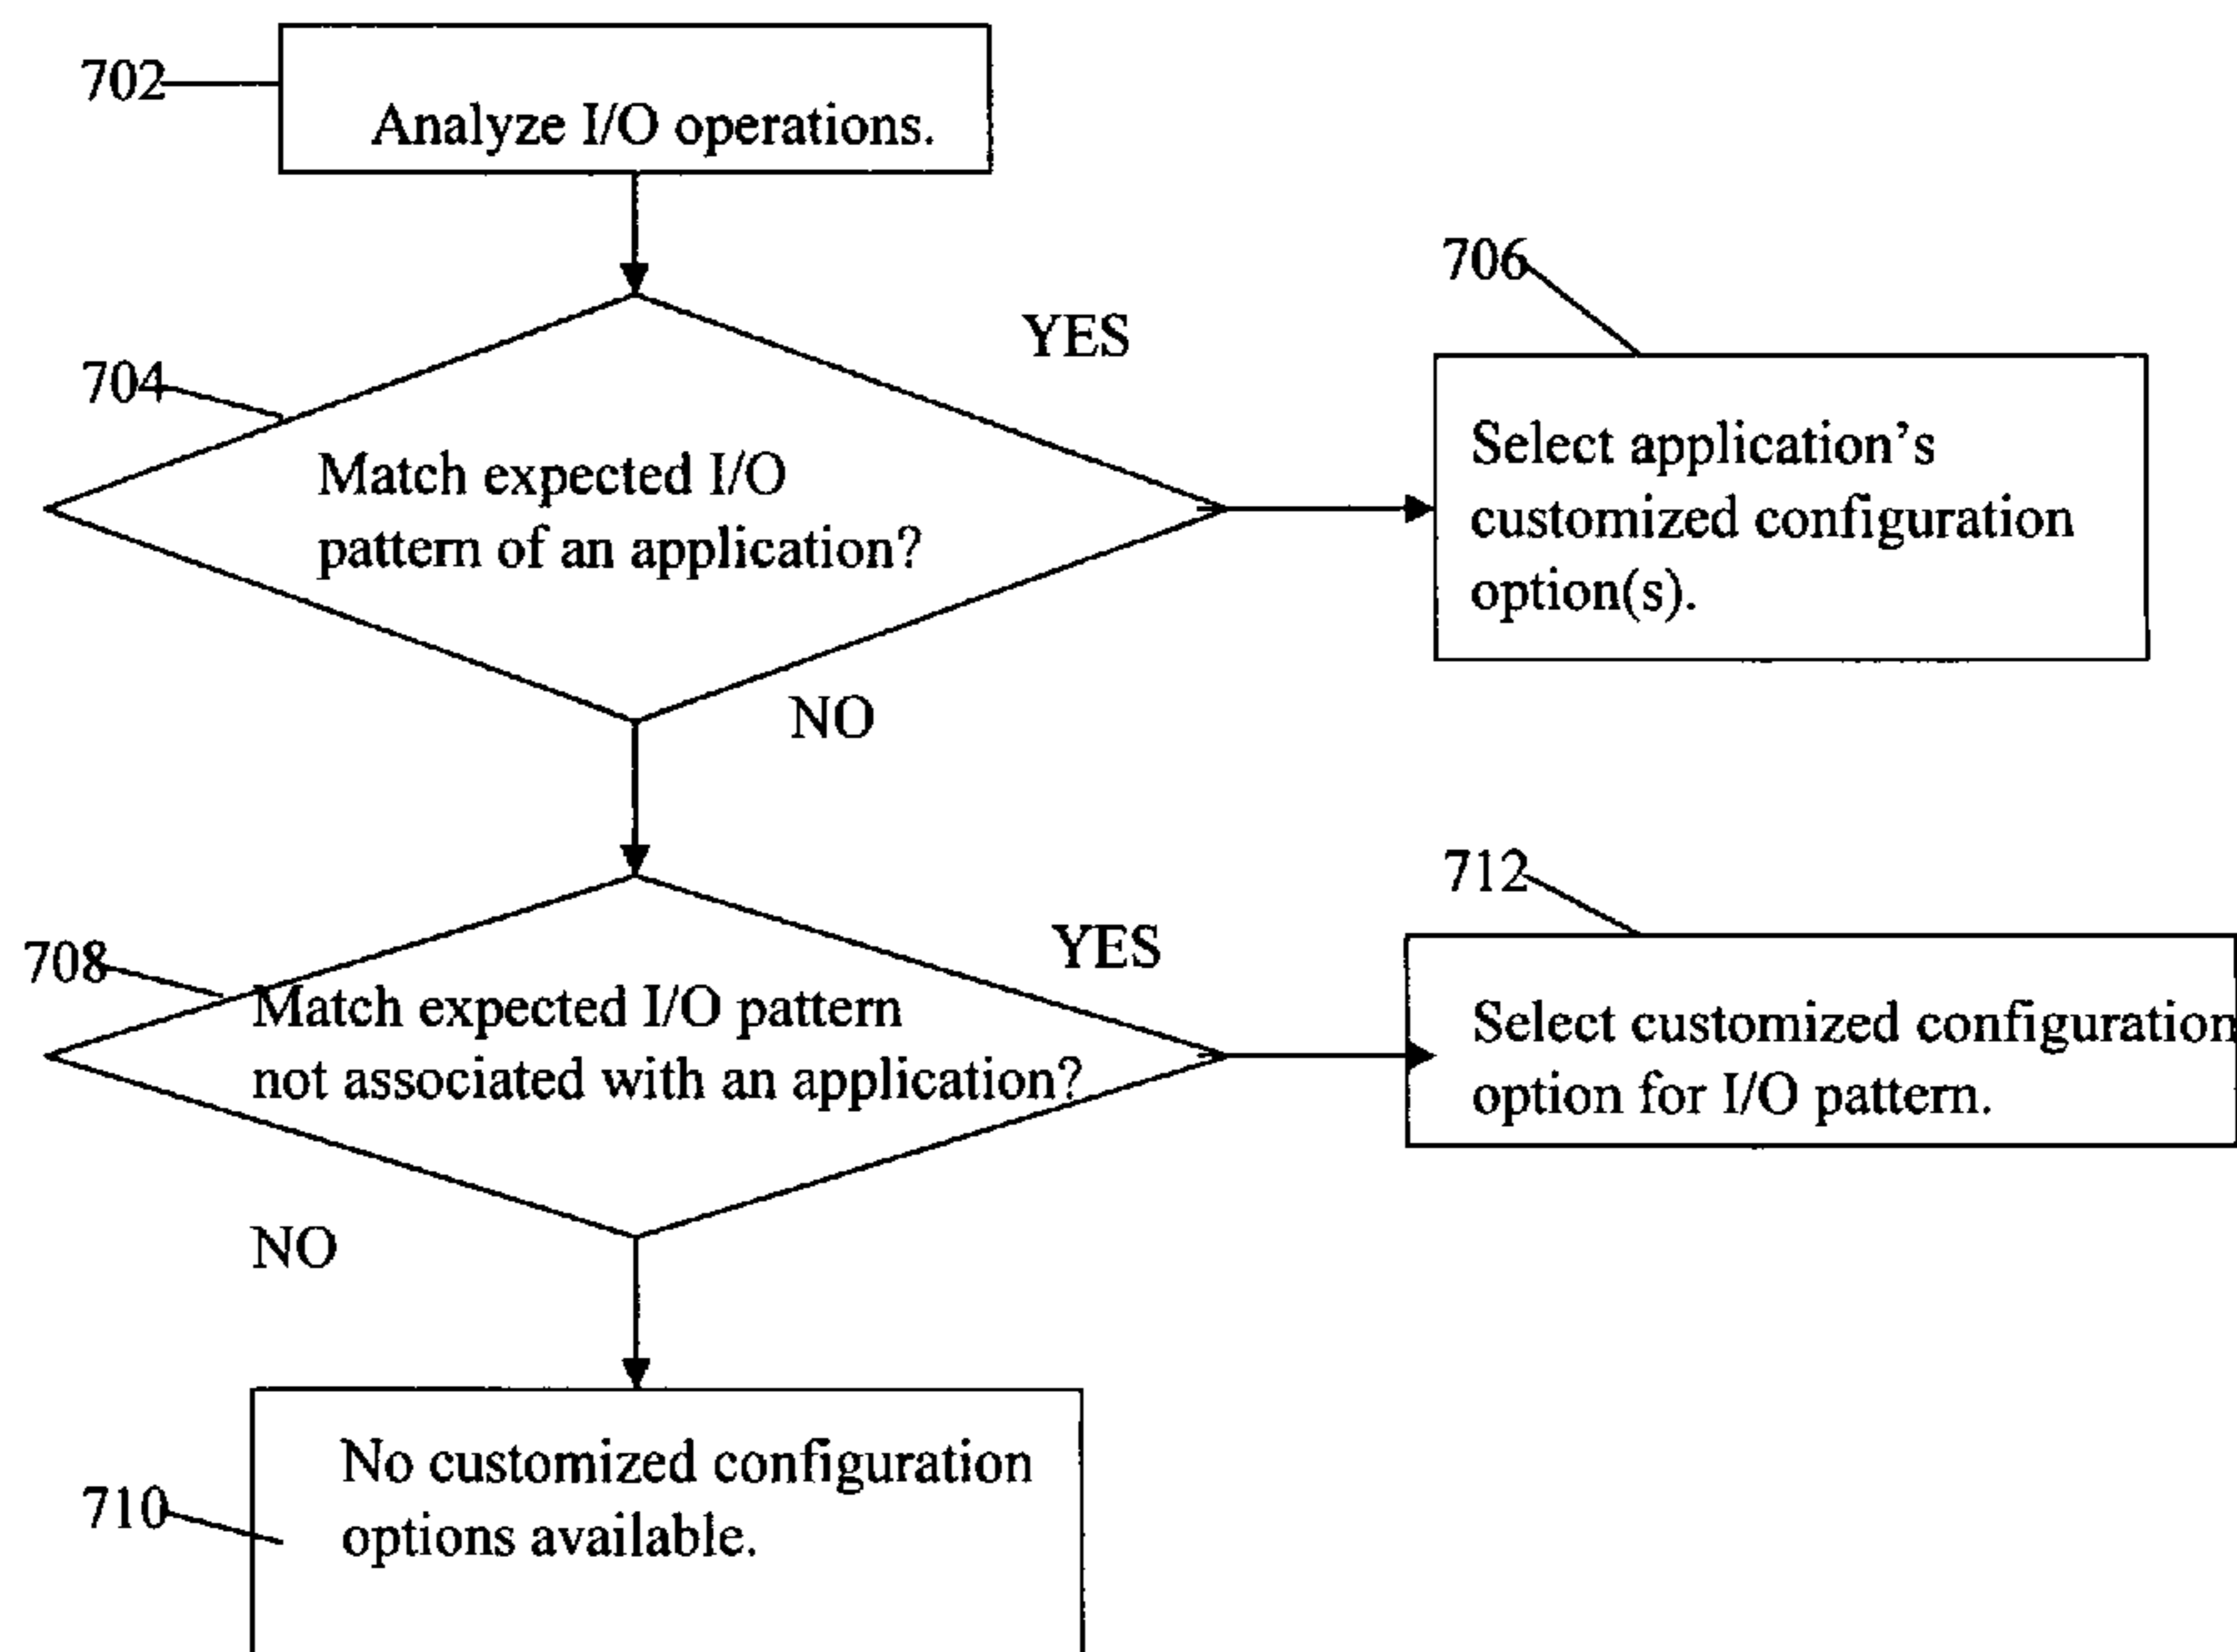 702
Analyze I/O operations.
YES
706
704
Match expected I/O
pattern of an application?
Select application's
customized configuration
option(s).
NO
712
708
YES
Match expected I/O pattern
not associated with an application?
Select customized configuration
option for I/O pattern.
NO
710
No customized configuration
options available.